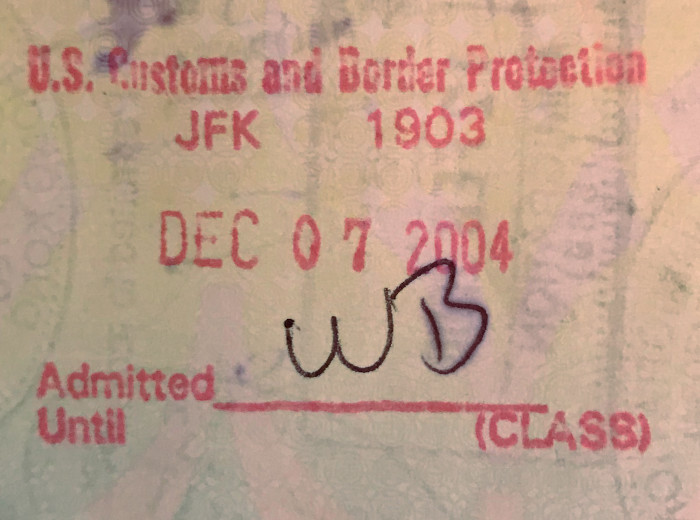 U.S. Customs and Border Protection
JFK 1903
DEC 07 2004
WB
Admitted
Until (CLASS)